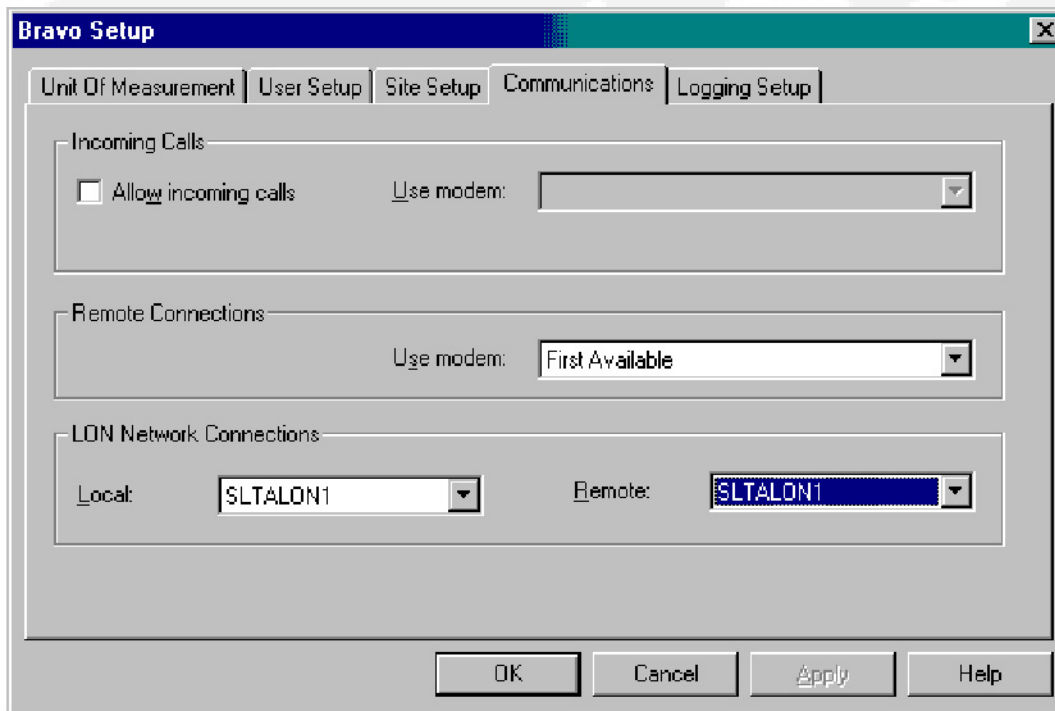 Bravo Setup
Unit Of Measurement User Setup Site Setup Communications Logging Setup
Incoming Calls
Allow incoming calls Use modem:
Remote Connections
Use modem: First Available
LON Network Connections
Local: SLTALON1 Remote: SLTALON1
OK Cancel Apply Help